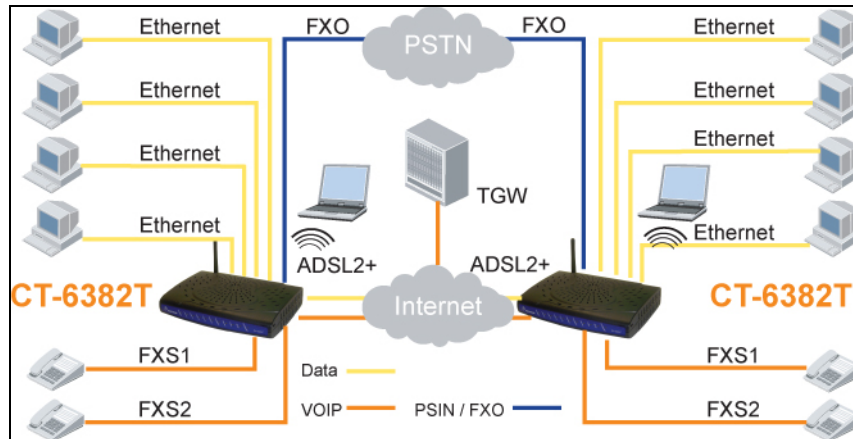 Ethernet FXO PSTN FXO Ethernet
Ethernet Ethernet
Ethernet Ethernet
TGW
Ethernet Ethernet
ADSL2+ ADSL2+
CT-6382T Internet CT-6382T
FXS1 FXS1
Data
FXS2 VOIP PSIN / FXO FXS2